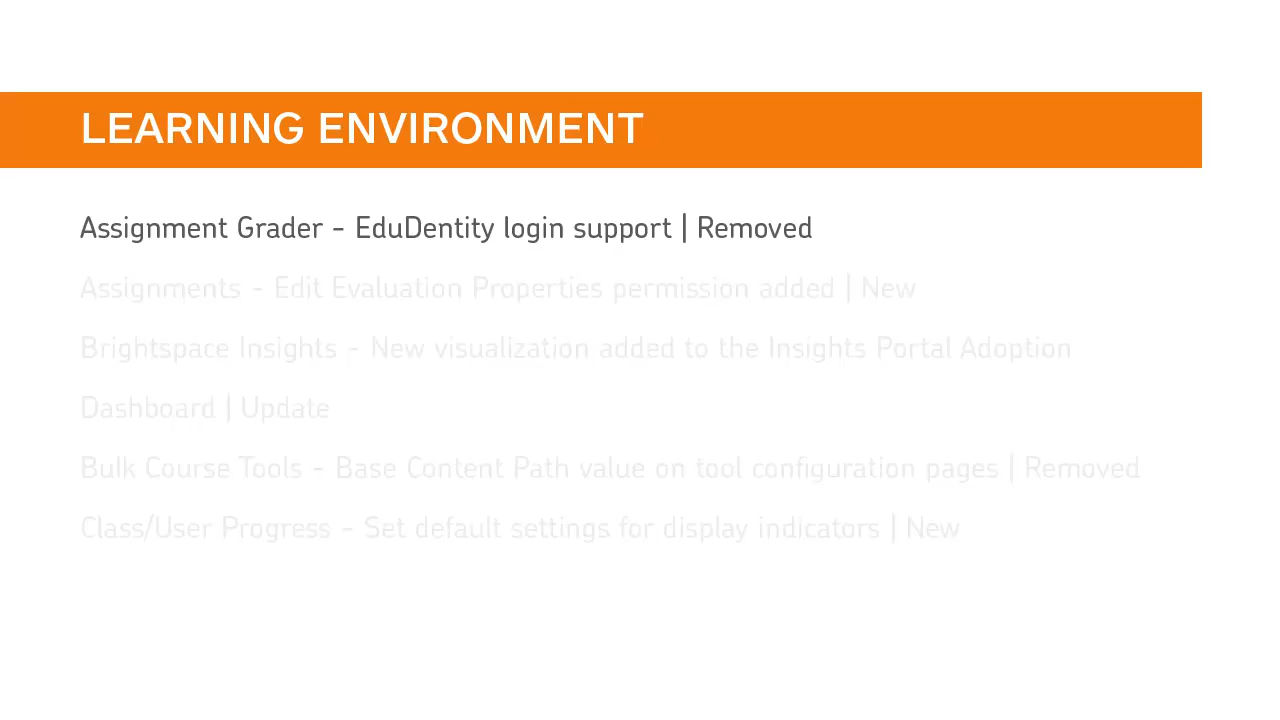 LEARNING ENVIRONMENT
Assignment Grader - EduDentity login support | Removed
Assignments - Edit Evaluation Properties permission added | New
Brightspace Insights - New visualization added to the Insights Portal Adoption
Dashboard | Update
Bulk Course Tools - Base Content Path value on tool configuration pages | Removed
Class/User Progress - Set default settings for display indicators | New